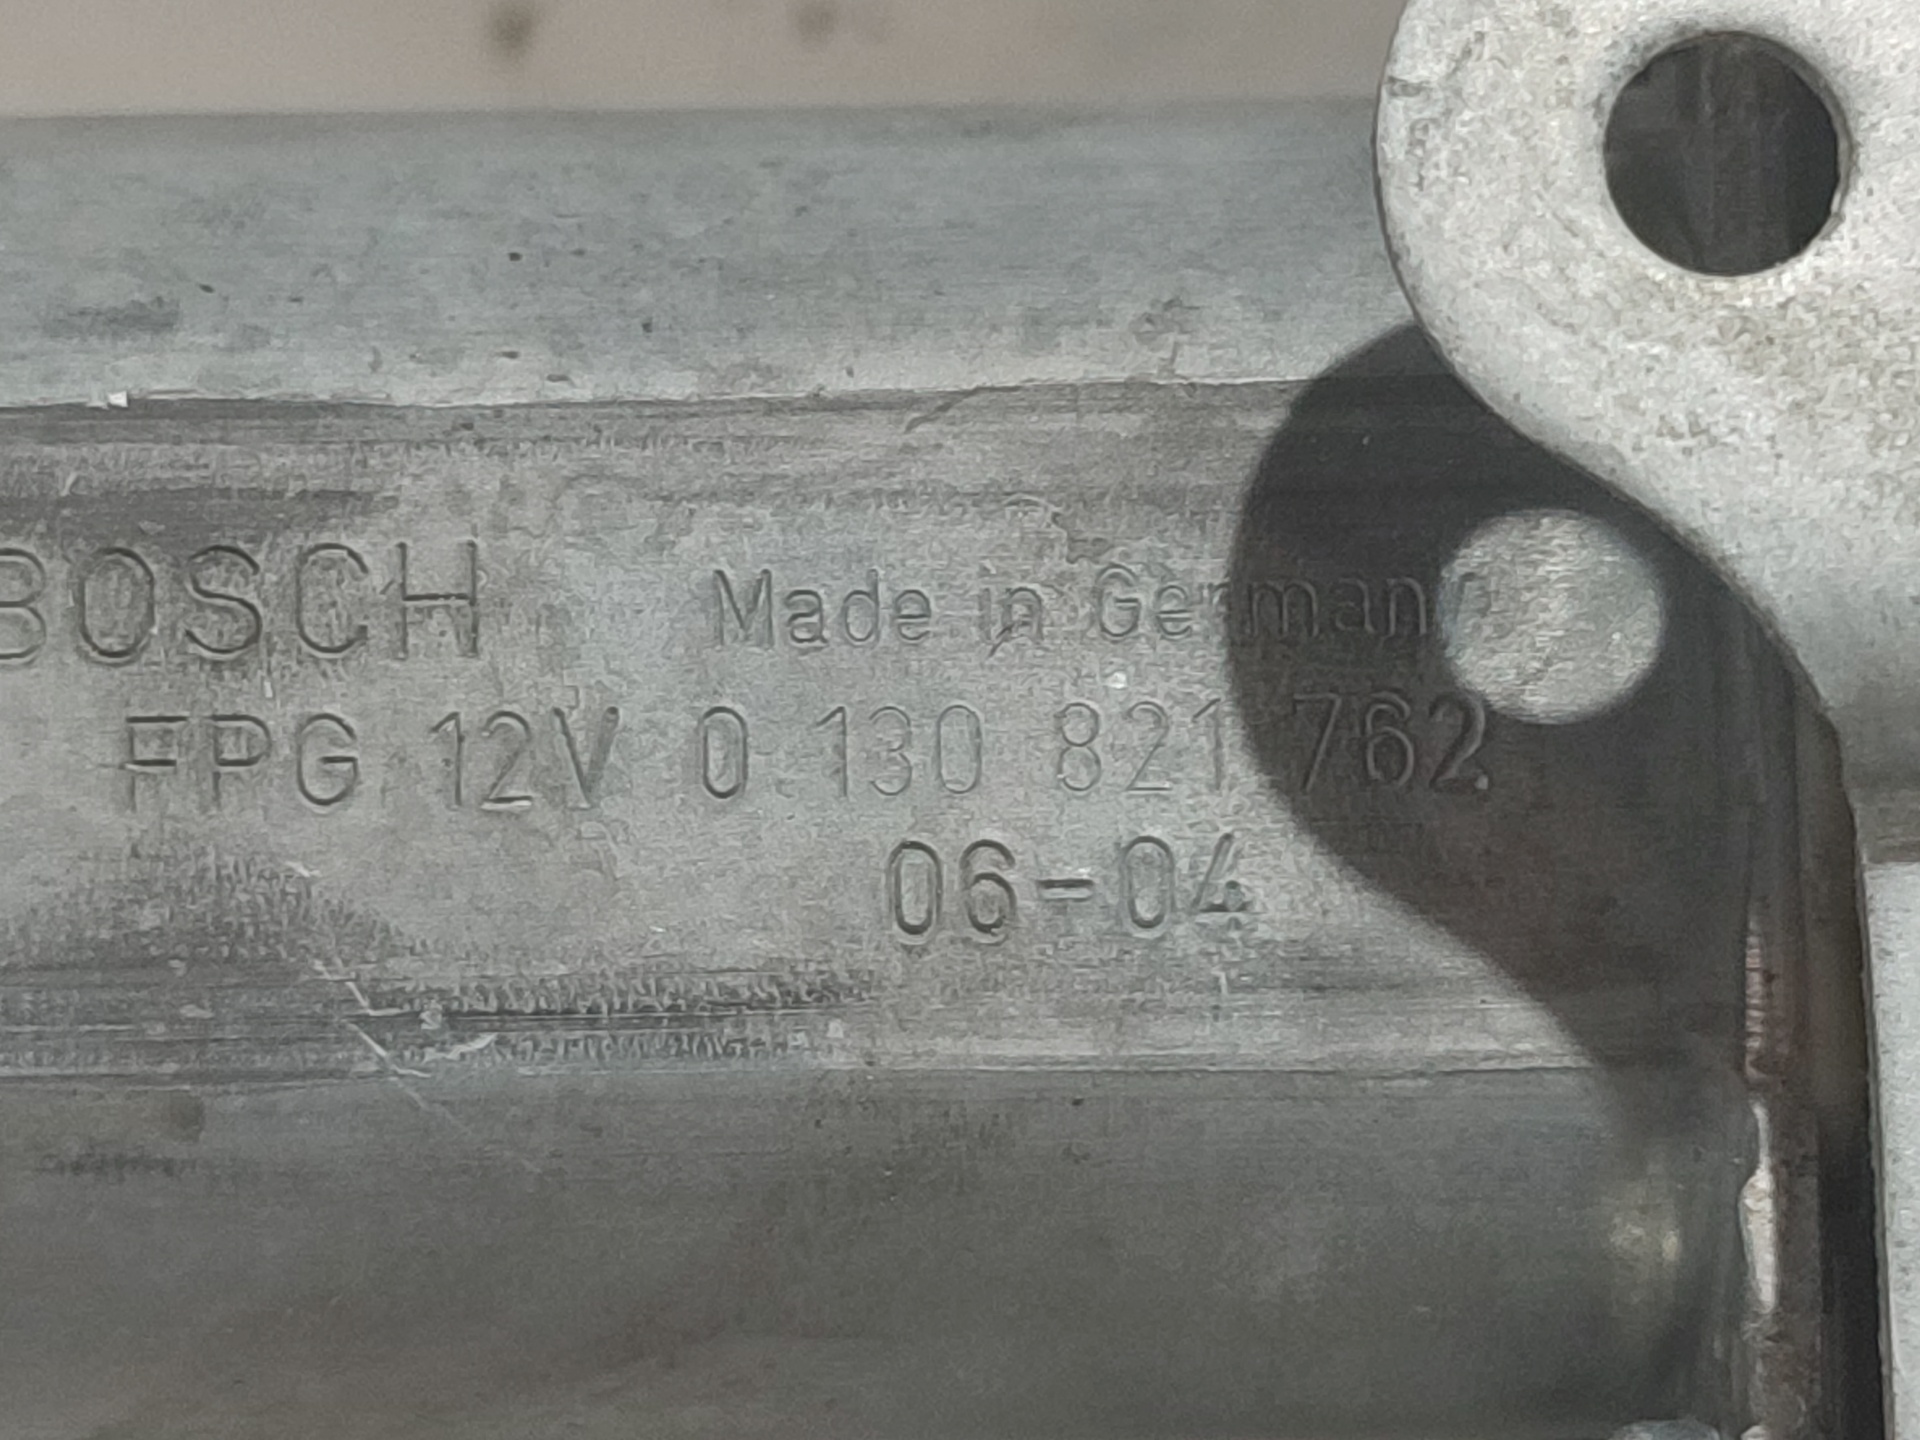 BOSCH Made in Germany
FPG 12V 0 130 821 762
06-04